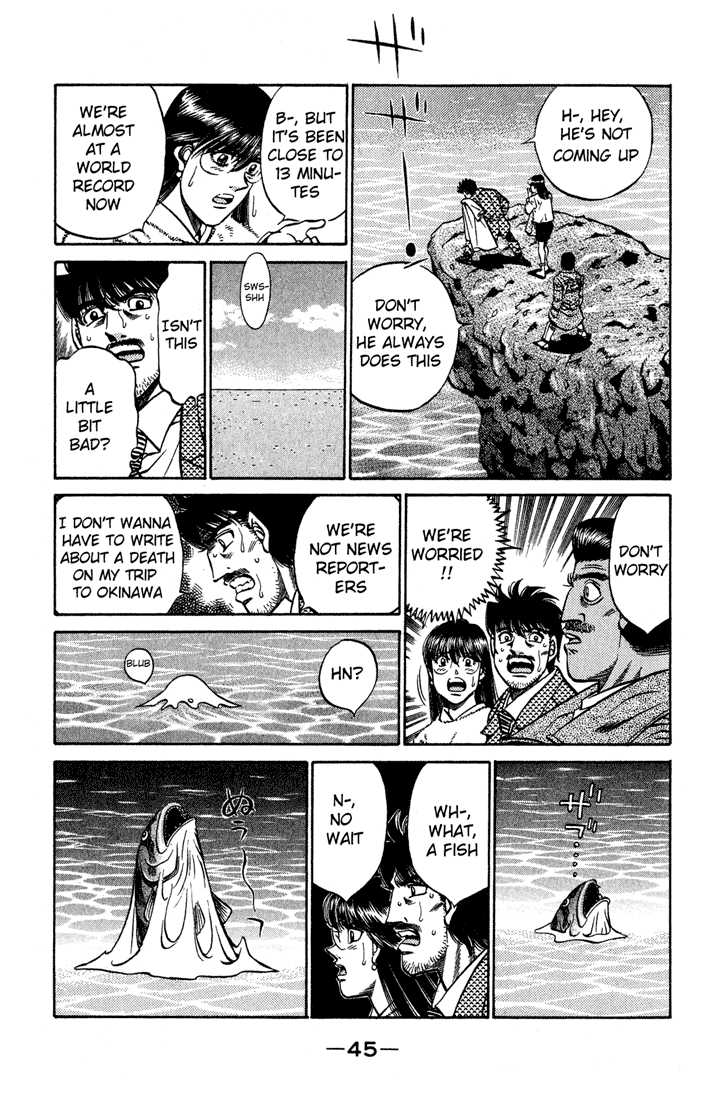 ザ
H-, HEY,
HE'S NOT
COMING UP
DON'T
WORRY,
HE ALWAYS
DOES THIS
B-, BUT
IT'S BEEN
CLOSE TO
13 MINU-
TES
WE'RE
ALMOST
AT A
WORLD
RECORD
NOW
SWS-
SHH
ISN'T
THIS
A
LITTLE
BIT
BAD?
DON'T
WORRY
WE'RE
WORRIED
!!
WE'RE
NOT NEWS
REPORT-
ERS
I DON'T WANNA
HAVE TO WRITE
ABOUT A DEATH
ON MY TRIP
TO OKINAWA
HN?
BLUB
ザブ...
WH-,
WHAT,
A FISH
N-,
NO
WAIT
ぬぅ〜っ
—45—